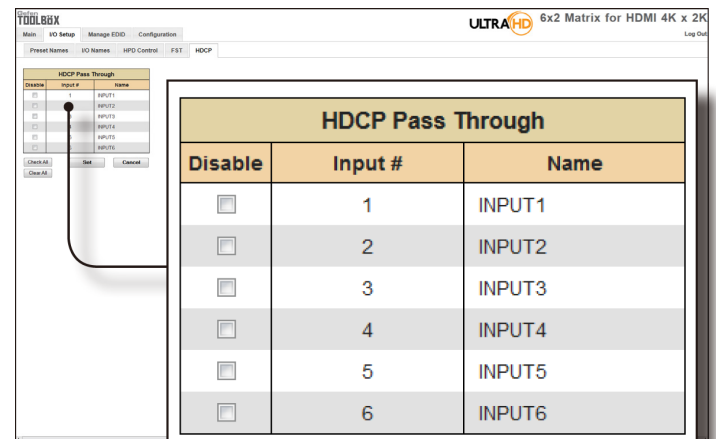 Gefen
TOOLBOX
ULTRA HD 6x2 Matrix for HDMI 4K x 2K
Main I/O Setup Manage EDID Configuration
Log Out
Preset Names I/O Names HPD Control FST HDCP
HDCP Pass Through
Disable Input # Name
1 INPUT1
INPUT2
INPUT3
INPUT4
INPUT5
INPUT6
Check All Set Cancel
Clear All
HDCP Pass Through
Disable Input # Name
1 INPUT1
2 INPUT2
3 INPUT3
4 INPUT4
5 INPUT5
6 INPUT6